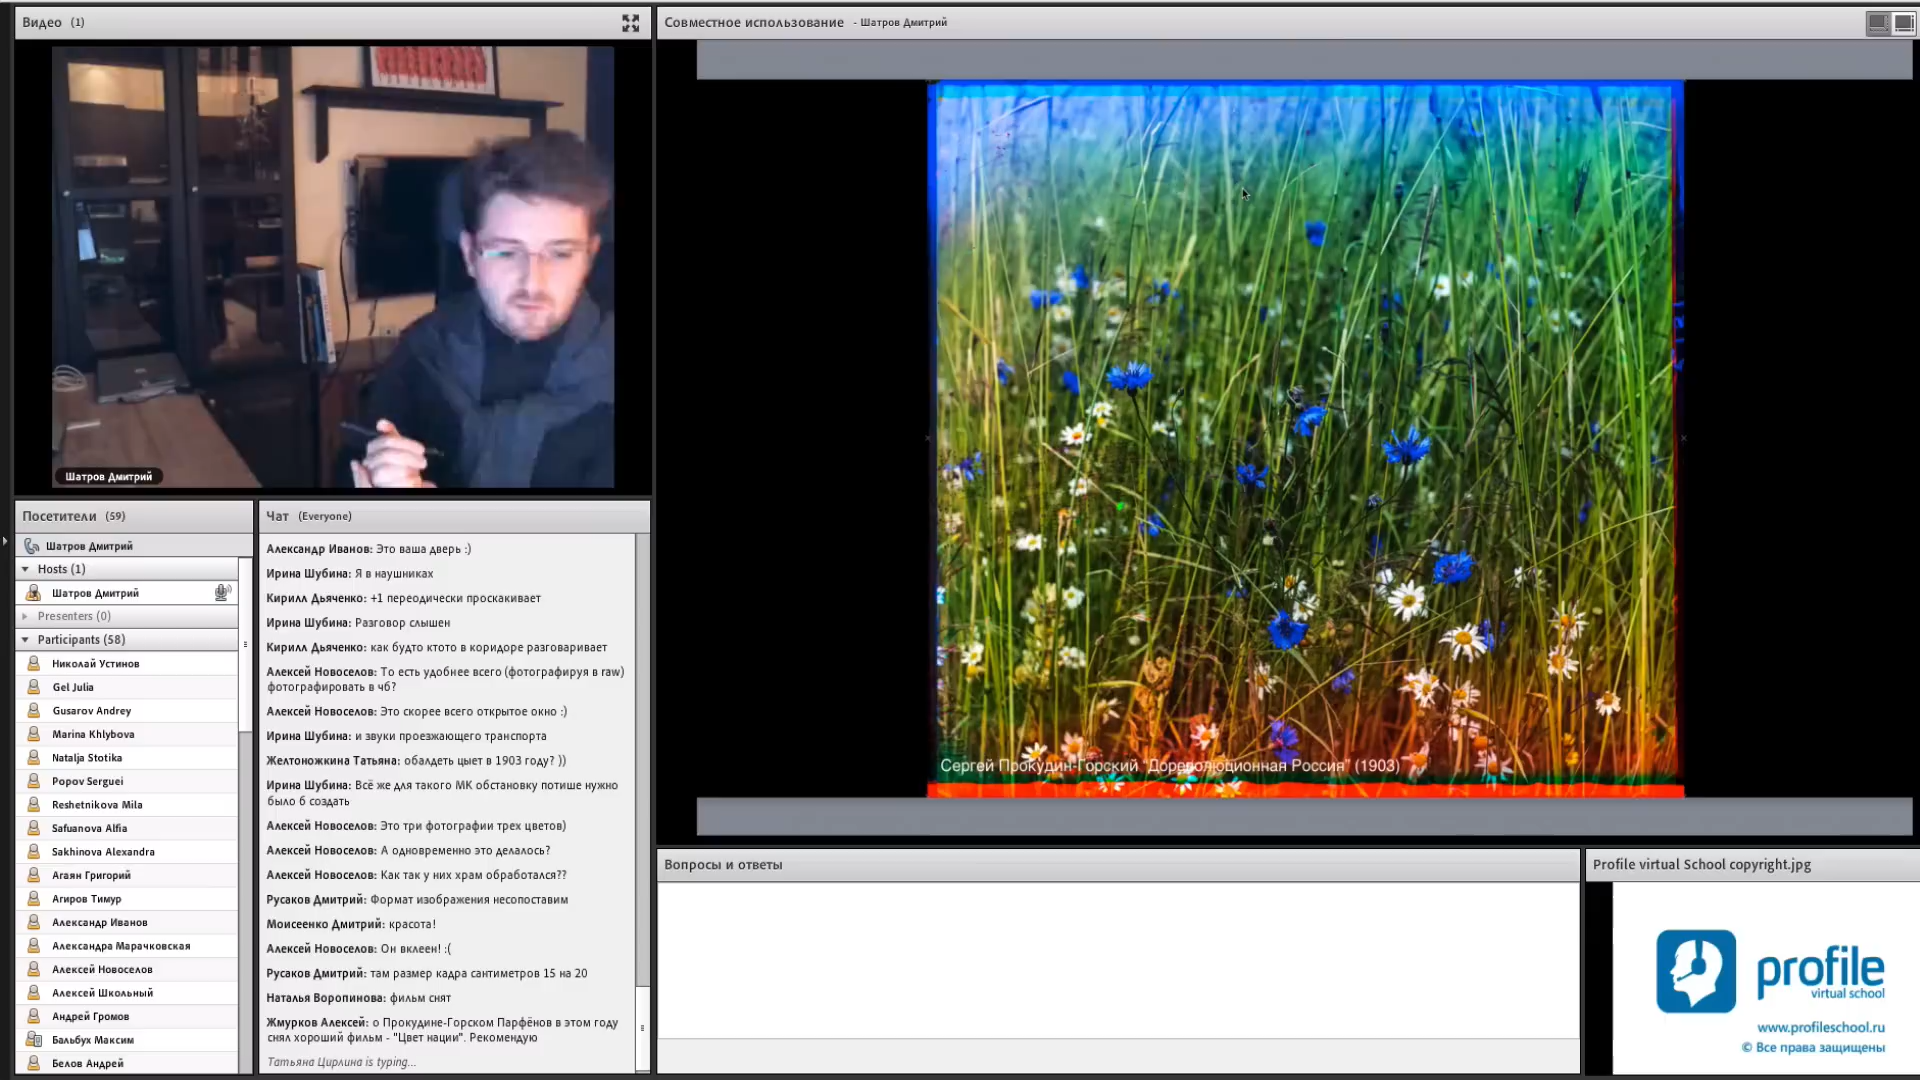 Видео (1)
Шатров Дмитрий
Посетители (59)
Шатров Дмитрий
Hosts (1)
Шатров Дмитрий
Presenters (0)
Participants (58)
Николай Устинов
Gel Julia
Gusarov Andrey
Marina Khlybova
Natalja Stotika
Popov Serguei
Reshetnikova Mila
Safuanova Alfia
Sakhinova Alexandra
Агаян Григорий
Агиров Тимур
Александр Иванов
Александра Марачковская
Алексей Новоселов
Алексей Школьный
Андрей Громов
Бальбух Максим
Белов Андрей
Чат (Everyone)
Александр Иванов: Это ваша дверь :)
Ирина Шубина: Я в наушниках
Кирилл Дьяченко: +1 переодически проскакивает
Ирина Шубина: Разговор слышен
Кирилл Дьяченко: как будто ктото в коридоре разговаривает
Алексей Новоселов: То есть удобнее всего (фотографируя в raw)
фотографировать в чб?
Алексей Новоселов: Это скорее всего открытое окно :)
Ирина Шубина: и звуки проезжающего транспорта
Желтоножкина Татьяна: обалдеть цыет в 1903 году? ))
Ирина Шубина: Всё же для такого МК обстановку потише нужно
было б создать
Алексей Новоселов: Это три фотографии трех цветов)
Алексей Новоселов: А одновременно это делалось?
Алексей Новоселов: Как так у них храм обработался??
Русаков Дмитрий: Формат изображения несопоставим
Моисеенко Дмитрий: красота!
Алексей Новоселов: Он вклеен! :(
Русаков Дмитрий: там размер кадра сантиметров 15 на 20
Наталья Воропинова: фильм снят
Жмурков Алексей: о Прокудине-Горском Парфёнов в этом году
снял хороший фильм - "Цвет нации". Рекомендую
Татьяна Цирлина is typing...
Совместное использование - Шатров Дмитрий
Сергей Прокудин-Горский "Дореволюционная Россия" (1903)
Вопросы и ответы
Profile virtual School copyright.jpg
profile
virtual school
www.profileschool.ru
© Все права защищены